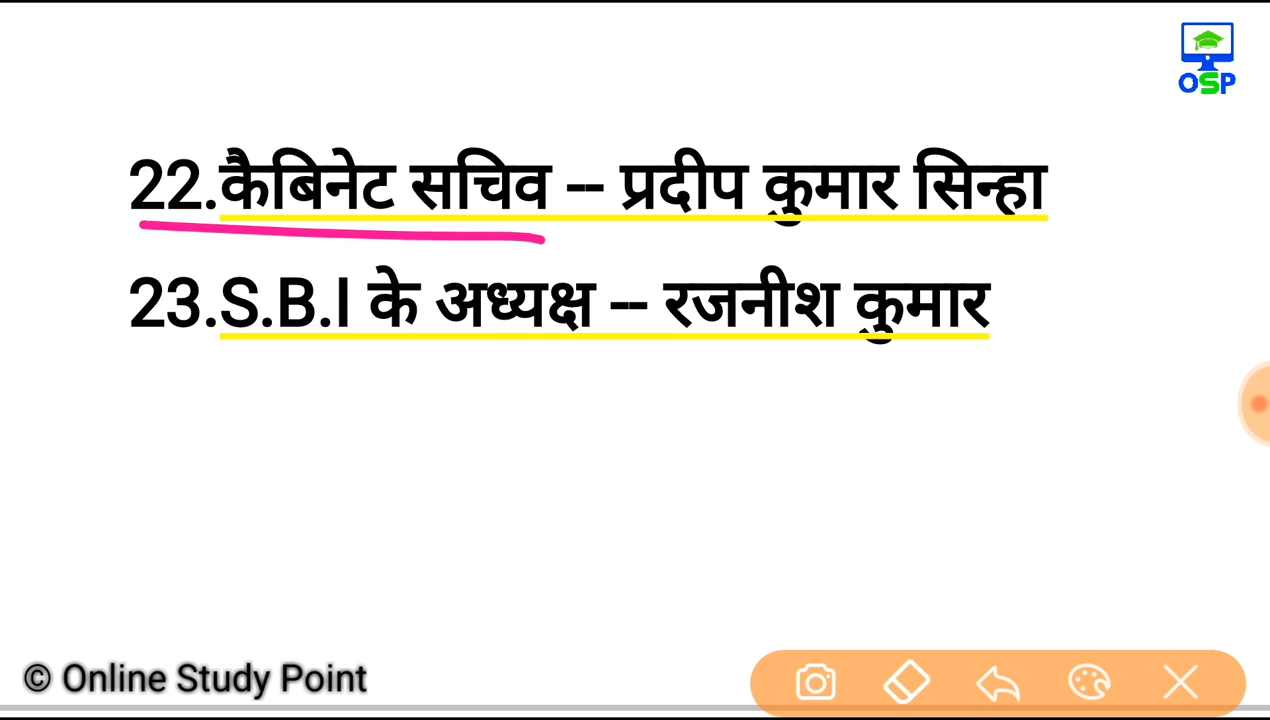 OSP
22.कैबिनेट सचिव -- प्रदीप कुमार सिन्हा
23.S.B.I के अध्यक्ष -- रजनीश कुमार
© Online Study Point